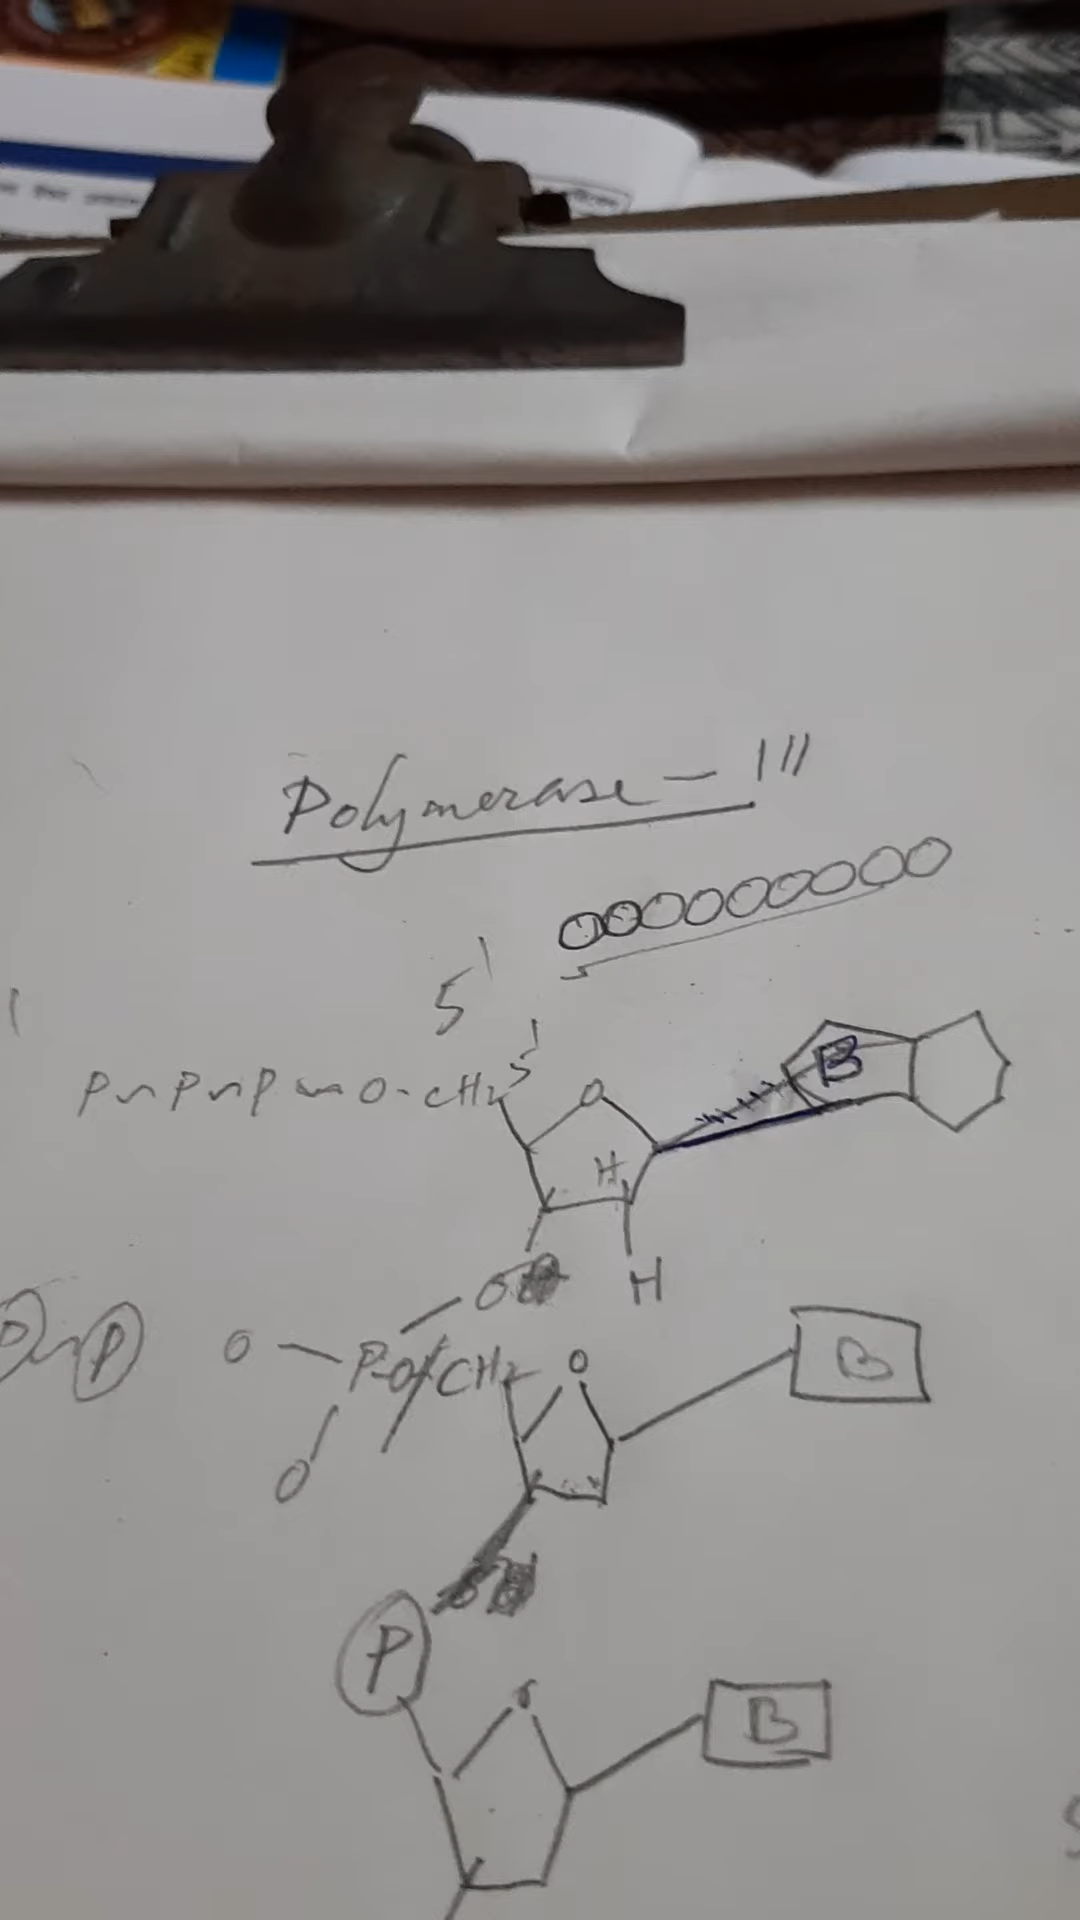 Polymerase - III
5'
P~P~P~O-CH2 5' O B
H
O H
P~P O - P-O CH2 O B
O
P
B